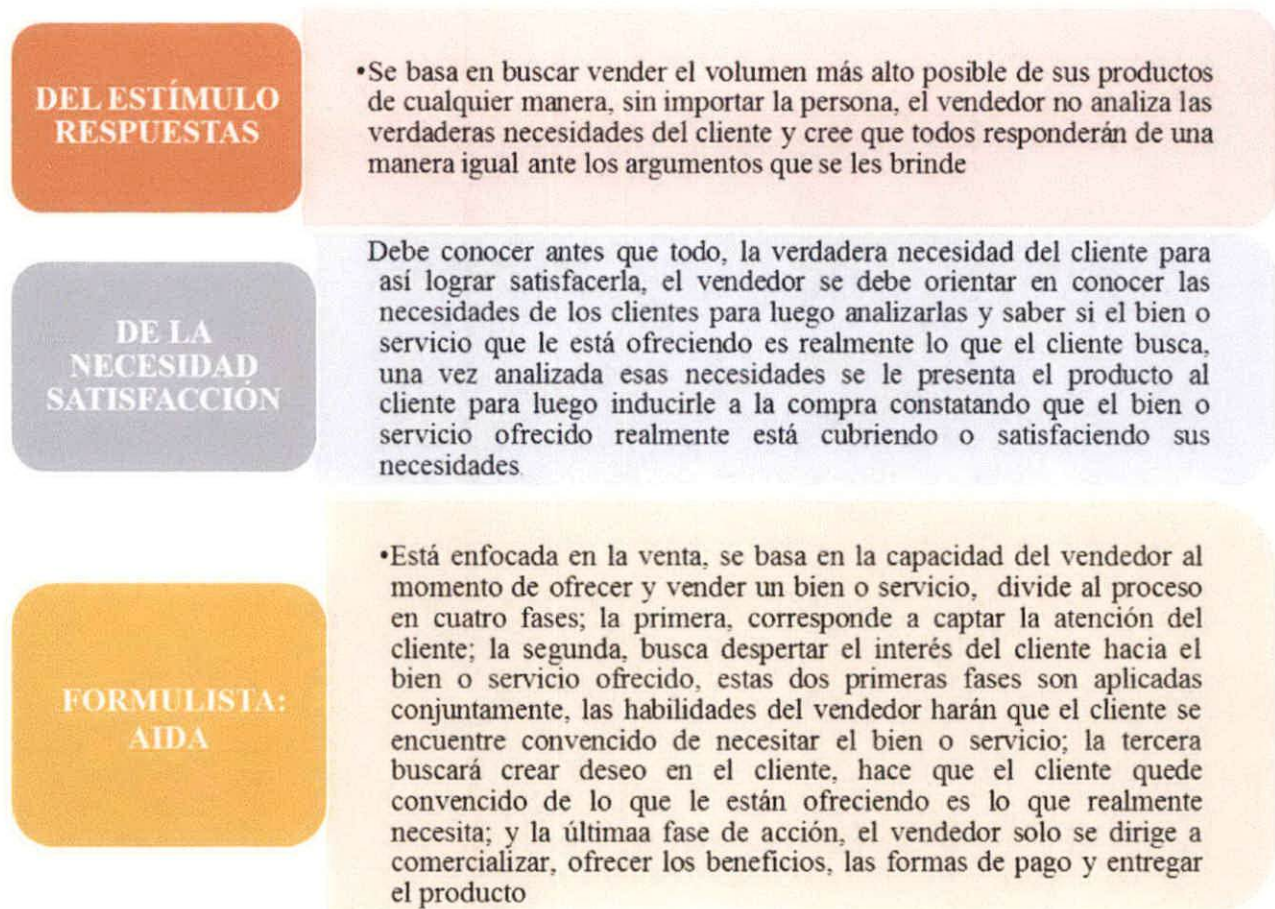 DEL ESTÍMULO
RESPUESTAS
•Se basa en buscar vender el volumen más alto posible de sus productos
de cualquier manera, sin importar la persona, el vendedor no analiza las
verdaderas necesidades del cliente y cree que todos responderán de una
manera igual ante los argumentos que se les brinde
DE LA
NECESIDAD
SATISFACCIÓN
Debe conocer antes que todo, la verdadera necesidad del cliente para
así lograr satisfacerla, el vendedor se debe orientar en conocer las
necesidades de los clientes para luego analizarlas y saber si el bien o
servicio que le está ofreciendo es realmente lo que el cliente busca,
una vez analizada esas necesidades se le presenta el producto al
cliente para luego inducirle a la compra constatando que el bien o
servicio ofrecido realmente está cubriendo o satisfaciendo sus
necesidades.
FORMULISTA:
AIDA
•Está enfocada en la venta, se basa en la capacidad del vendedor al
momento de ofrecer y vender un bien o servicio, divide al proceso
en cuatro fases; la primera, corresponde a captar la atención del
cliente; la segunda, busca despertar el interés del cliente hacia el
bien o servicio ofrecido, estas dos primeras fases son aplicadas
conjuntamente, las habilidades del vendedor harán que el cliente se
encuentre convencido de necesitar el bien o servicio; la tercera
buscará crear deseo en el cliente, hace que el cliente quede
convencido de lo que le están ofreciendo es lo que realmente
necesita; y la últimaa fase de acción, el vendedor solo se dirige a
comercializar, ofrecer los beneficios, las formas de pago y entregar
el producto